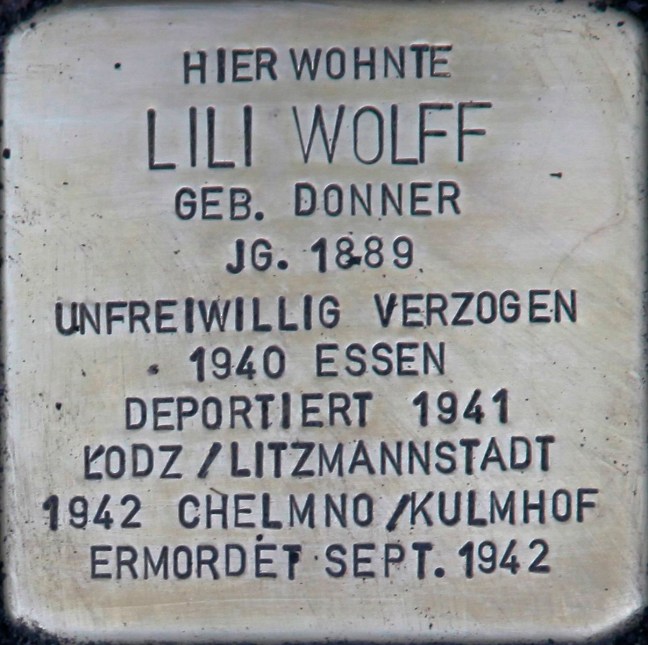 HIER WOHNTE
LILI WOLFF
GEB. DONNER
JG. 1889
UNFREIWILLIG VERZOGEN
1940 ESSEN
DEPORTIERT 1941
ŁODZ / LITZMANNSTADT
1942 CHELMNO / KULMHOF
ERMORDET SEPT. 1942